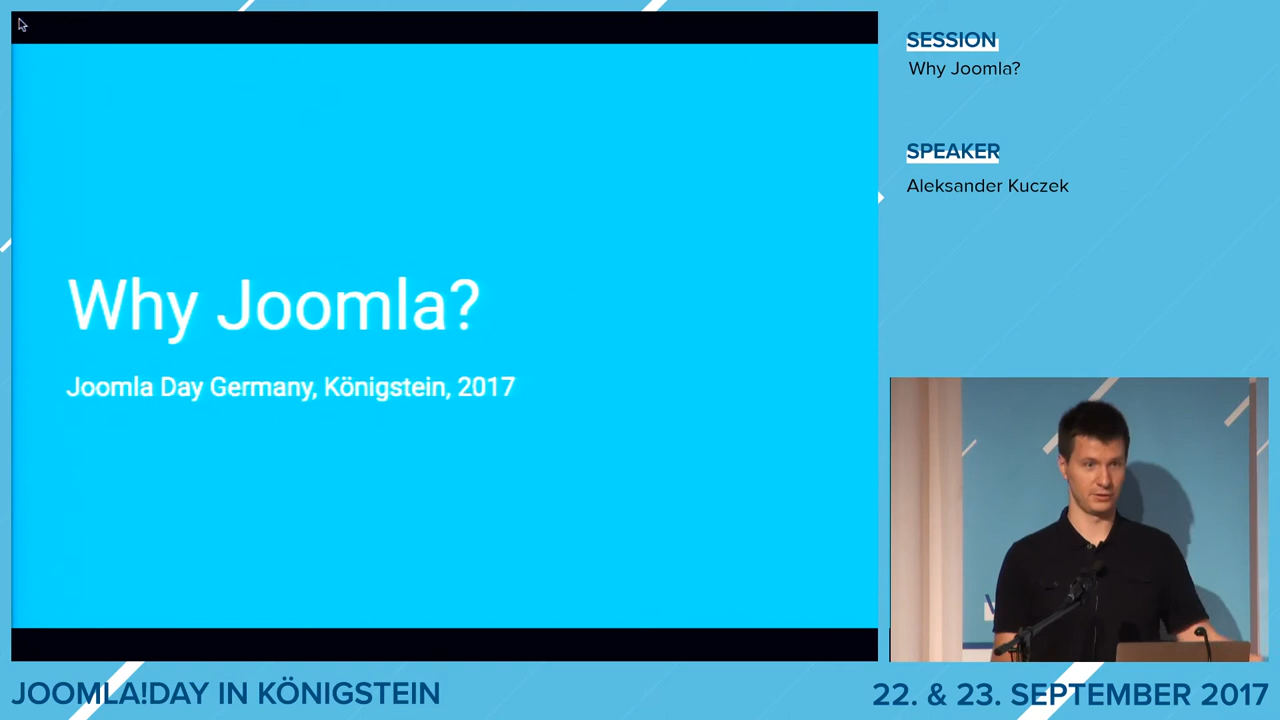 SESSION
Why Joomla?
SPEAKER
Aleksander Kuczek
Why Joomla?
Joomla Day Germany, Königstein, 2017
JOOMLA!DAY IN KÖNIGSTEIN
22. & 23. SEPTEMBER 2017